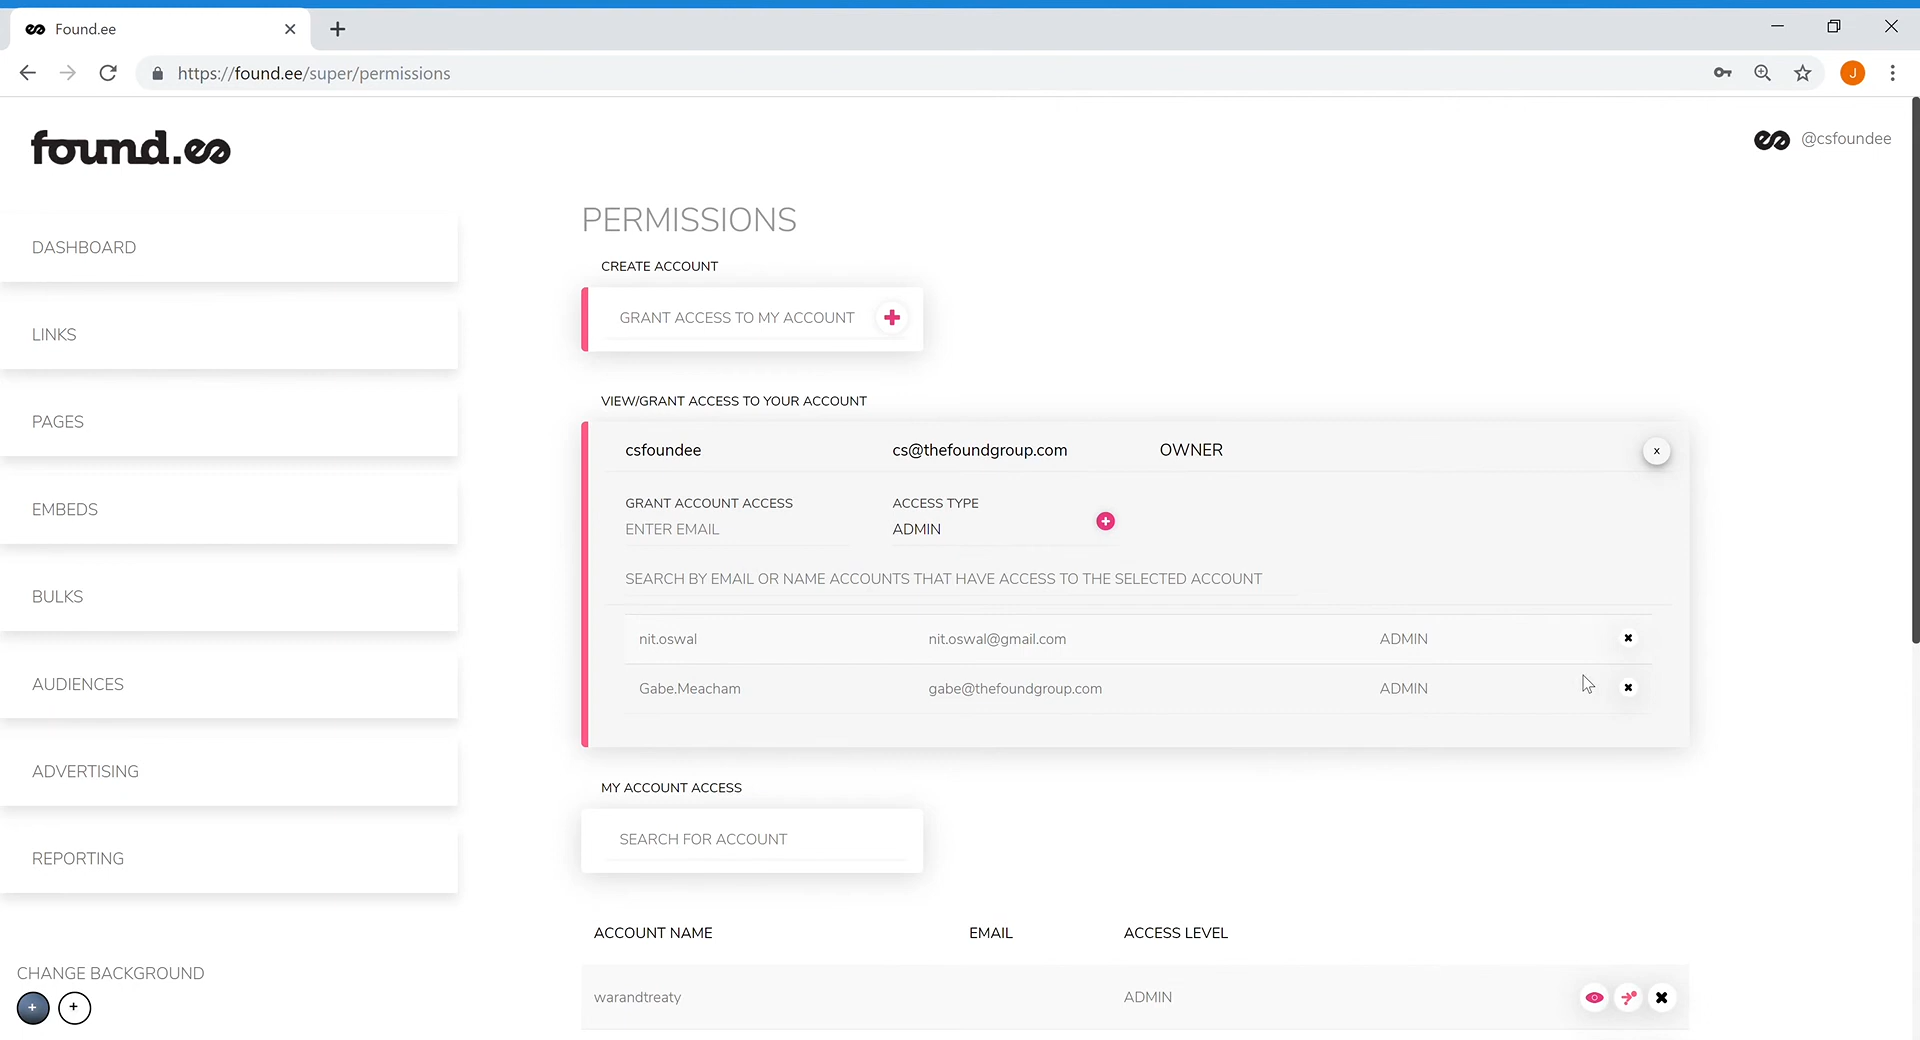 Found.ee
https://found.ee/super/permissions
J
found.ee
@csfoundee
DASHBOARD
LINKS
PAGES
EMBEDS
BULKS
AUDIENCES
ADVERTISING
REPORTING
CHANGE BACKGROUND
PERMISSIONS
CREATE ACCOUNT
GRANT ACCESS TO MY ACCOUNT
VIEW/GRANT ACCESS TO YOUR ACCOUNT
csfoundee cs@thefoundgroup.com OWNER x
GRANT ACCOUNT ACCESS ACCESS TYPE
ENTER EMAIL ADMIN
SEARCH BY EMAIL OR NAME ACCOUNTS THAT HAVE ACCESS TO THE SELECTED ACCOUNT
nit.oswal nit.oswal@gmail.com ADMIN
Gabe.Meacham gabe@thefoundgroup.com ADMIN
MY ACCOUNT ACCESS
SEARCH FOR ACCOUNT
ACCOUNT NAME EMAIL ACCESS LEVEL
warandtreaty ADMIN